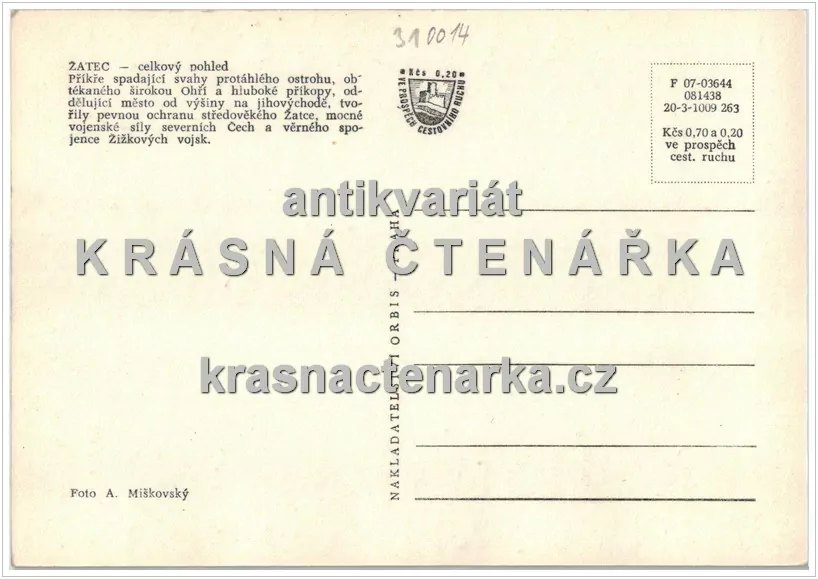 310014
ŽATEC — celkový pohled
Příkře spadající svahy protáhlého ostrohu, ob-
tékaného širokou Ohří a hluboké příkopy, od-
dělující město od výšiny na jihovýchodě, tvo-
řily pevnou ochranu středověkého Žatce, mocné
vojenské síly severních Čech a věrného spo-
jence Žižkových vojsk.
Kčs 0,20
VE PROSPĚCH CESTOVNÍHO RUCHU
F 07-03644
081438
20-3-1009 263
Kčs 0,70 a 0,20
ve prospěch
cest. ruchu
antikvariát
KRÁSNÁ ČTENÁŘKA
krasnactenarka.cz
NAKLADATELSTVÍ ORBIS — PRAHA
Foto A. Miškovský